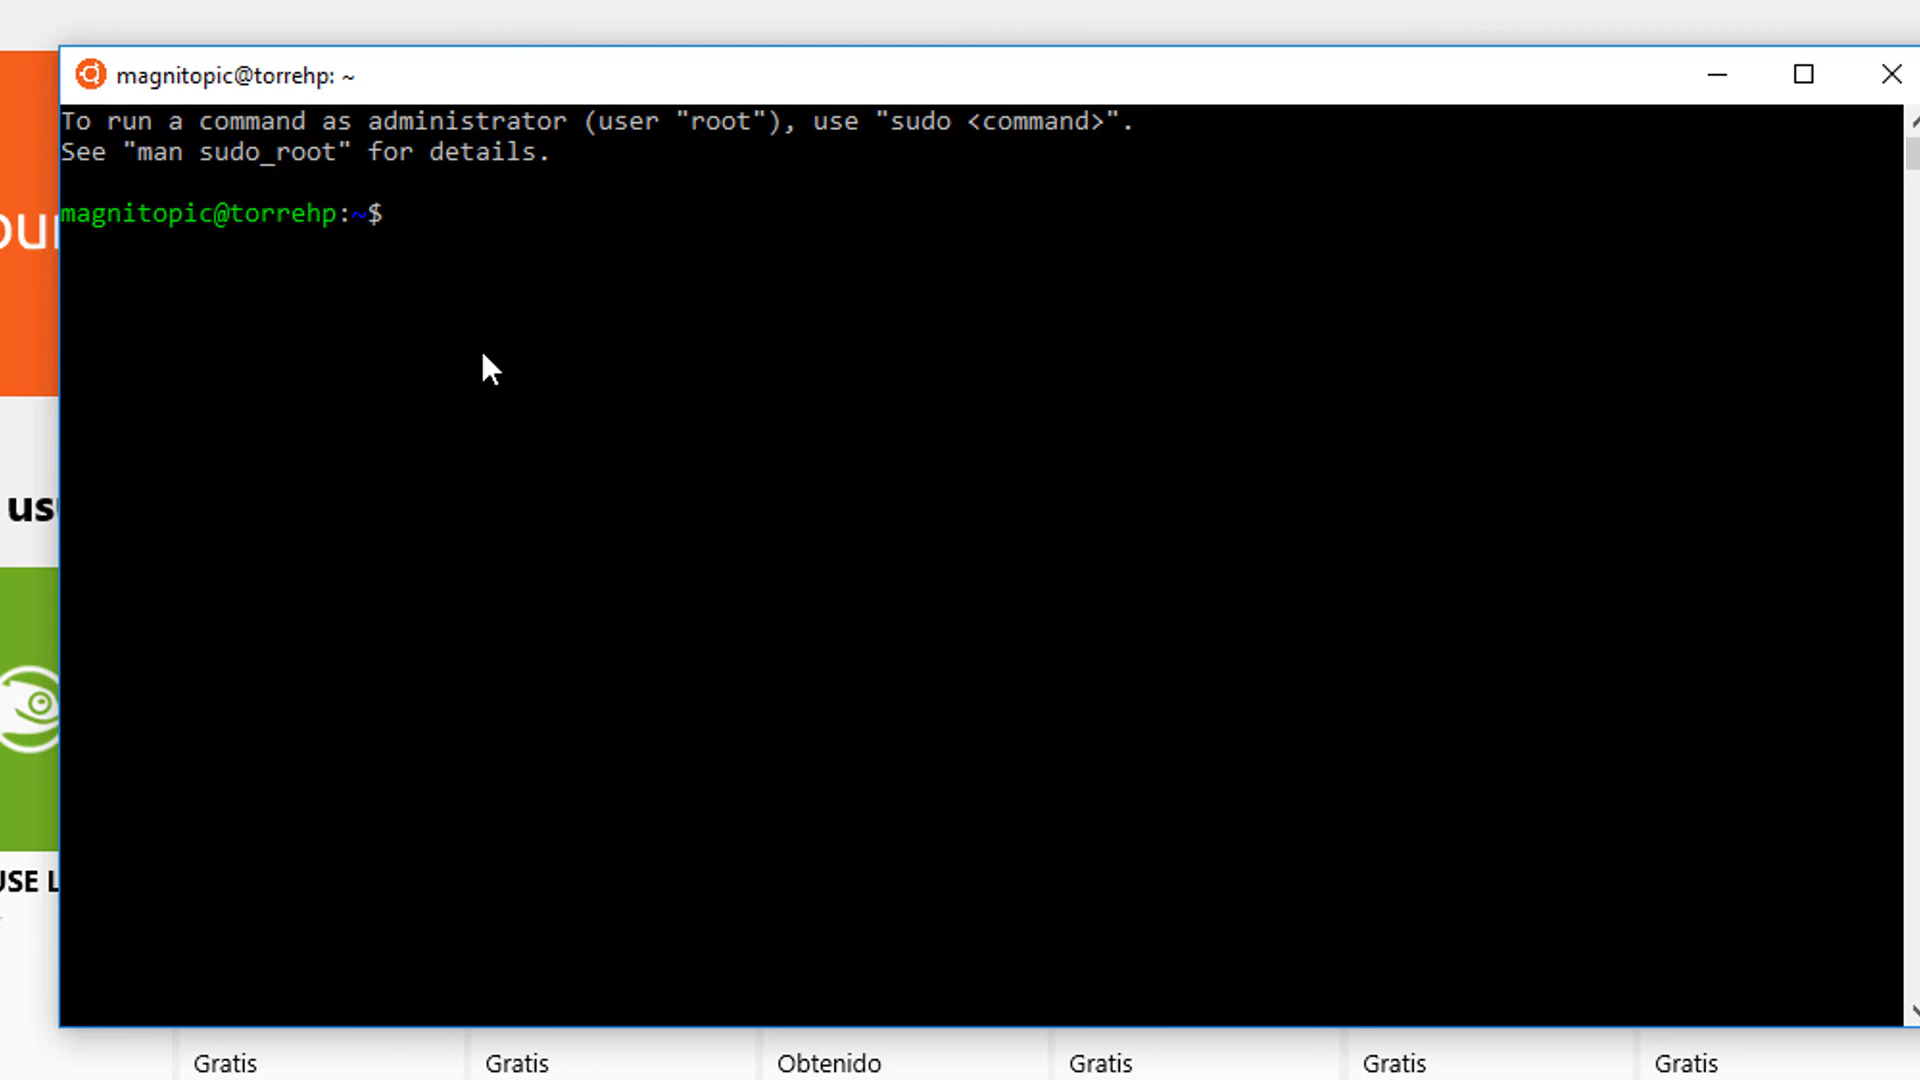 magnitopic@torrehp: ~
To run a command as administrator (user "root"), use "sudo <command>".
See "man sudo_root" for details.
magnitopic@torrehp:~$
Gratis
Gratis
Obtenido
Gratis
Gratis
Gratis